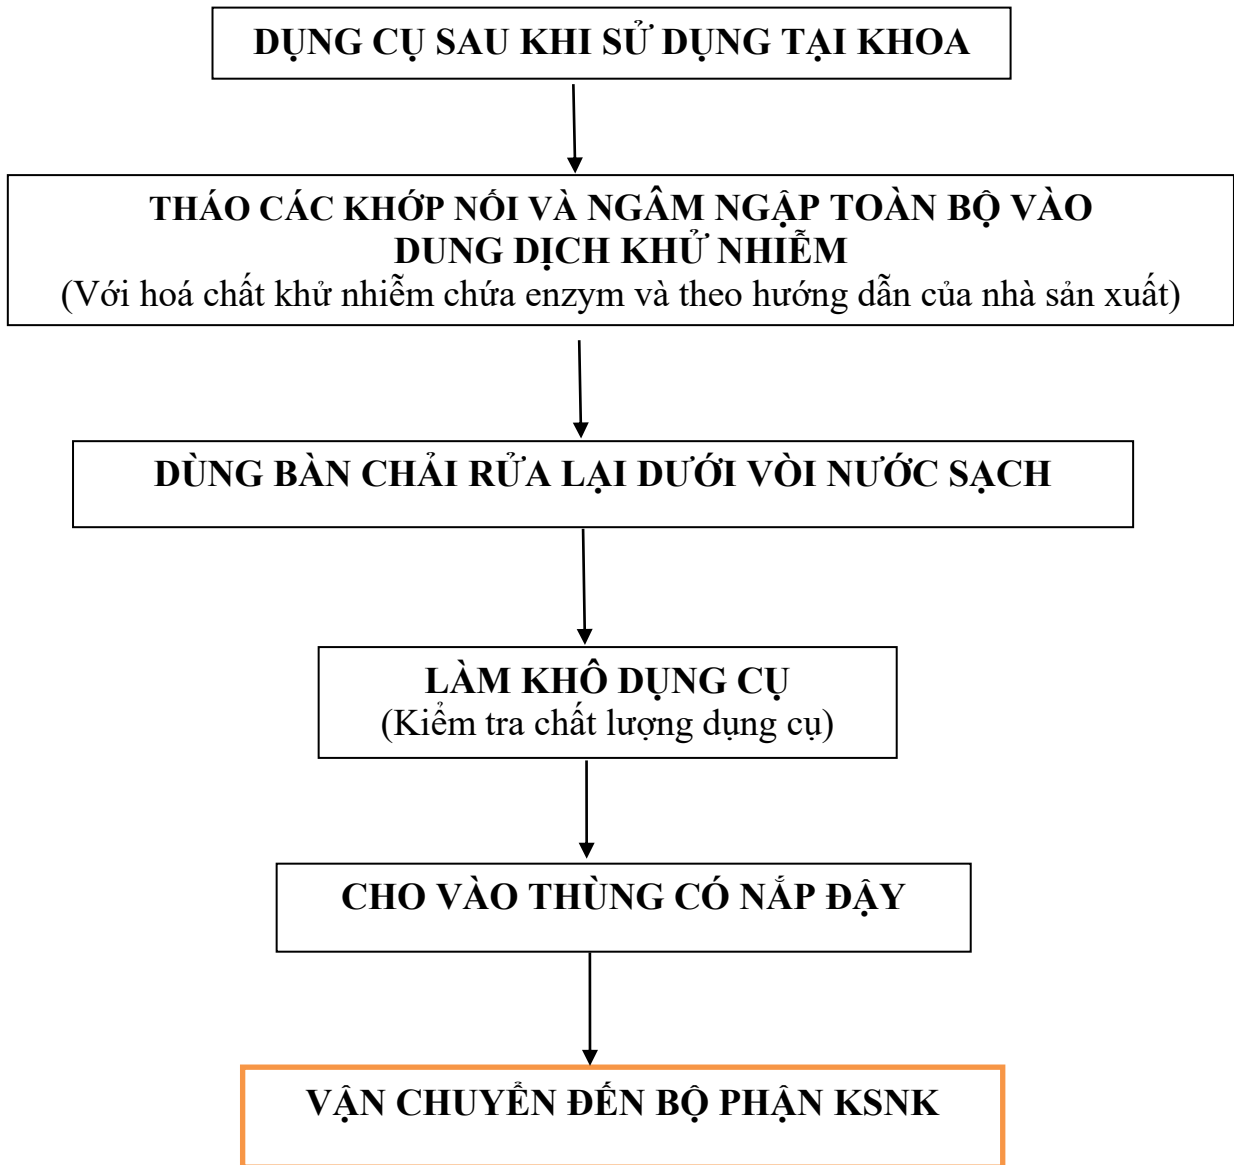 DỤNG CỤ SAU KHI SỬ DỤNG TẠI KHOA
THÁO CÁC KHỚP NỐI VÀ NGÂM NGẬP TOÀN BỘ VÀO
DUNG DỊCH KHỬ NHIỄM
(Với hoá chất khử nhiễm chứa enzym và theo hướng dẫn của nhà sản xuất)
DÙNG BÀN CHẢI RỬA LẠI DƯỚI VÒI NƯỚC SẠCH
LÀM KHÔ DỤNG CỤ
(Kiểm tra chất lượng dụng cụ)
CHO VÀO THÙNG CÓ NẮP ĐẬY
VẬN CHUYỂN ĐẾN BỘ PHẬN KSNK